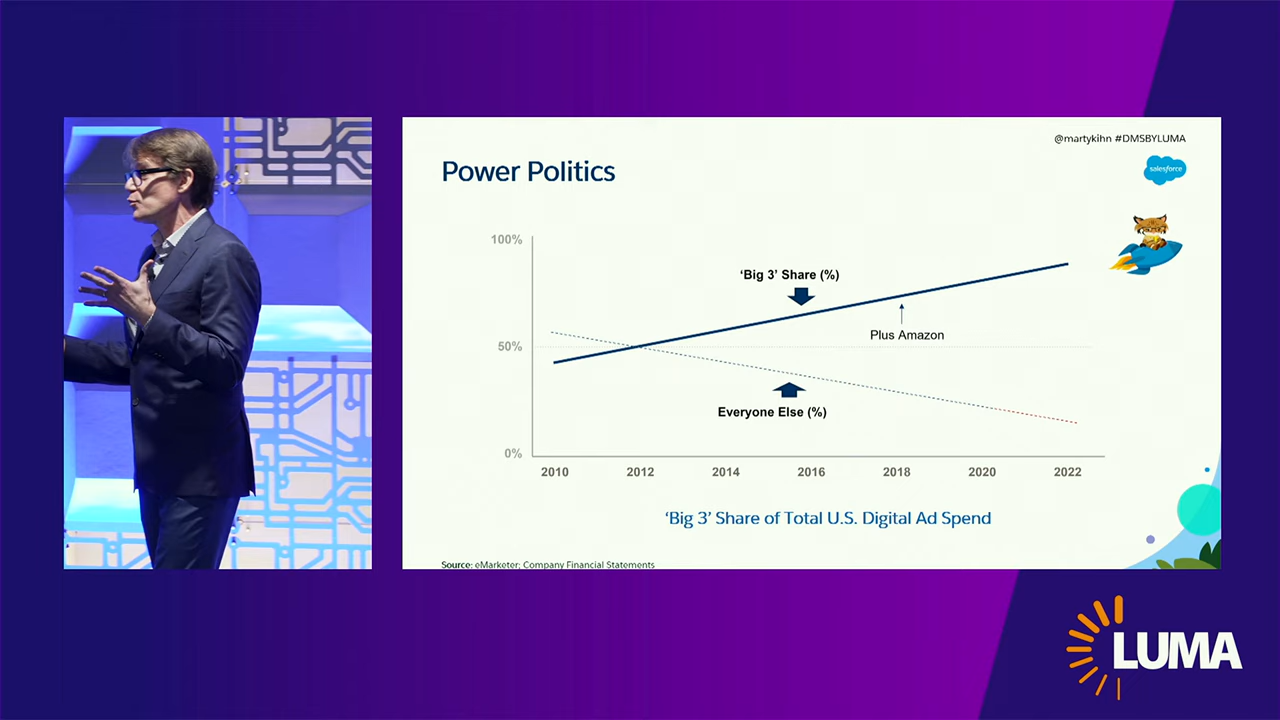 @martykihn #DMSBYLUMA
Power Politics
salesforce
100%
'Big 3' Share (%)
Plus Amazon
50%
Everyone Else (%)
0%
2010 2012 2014 2016 2018 2020 2022
'Big 3' Share of Total U.S. Digital Ad Spend
Source: eMarketer; Company Financial Statements
LUMA